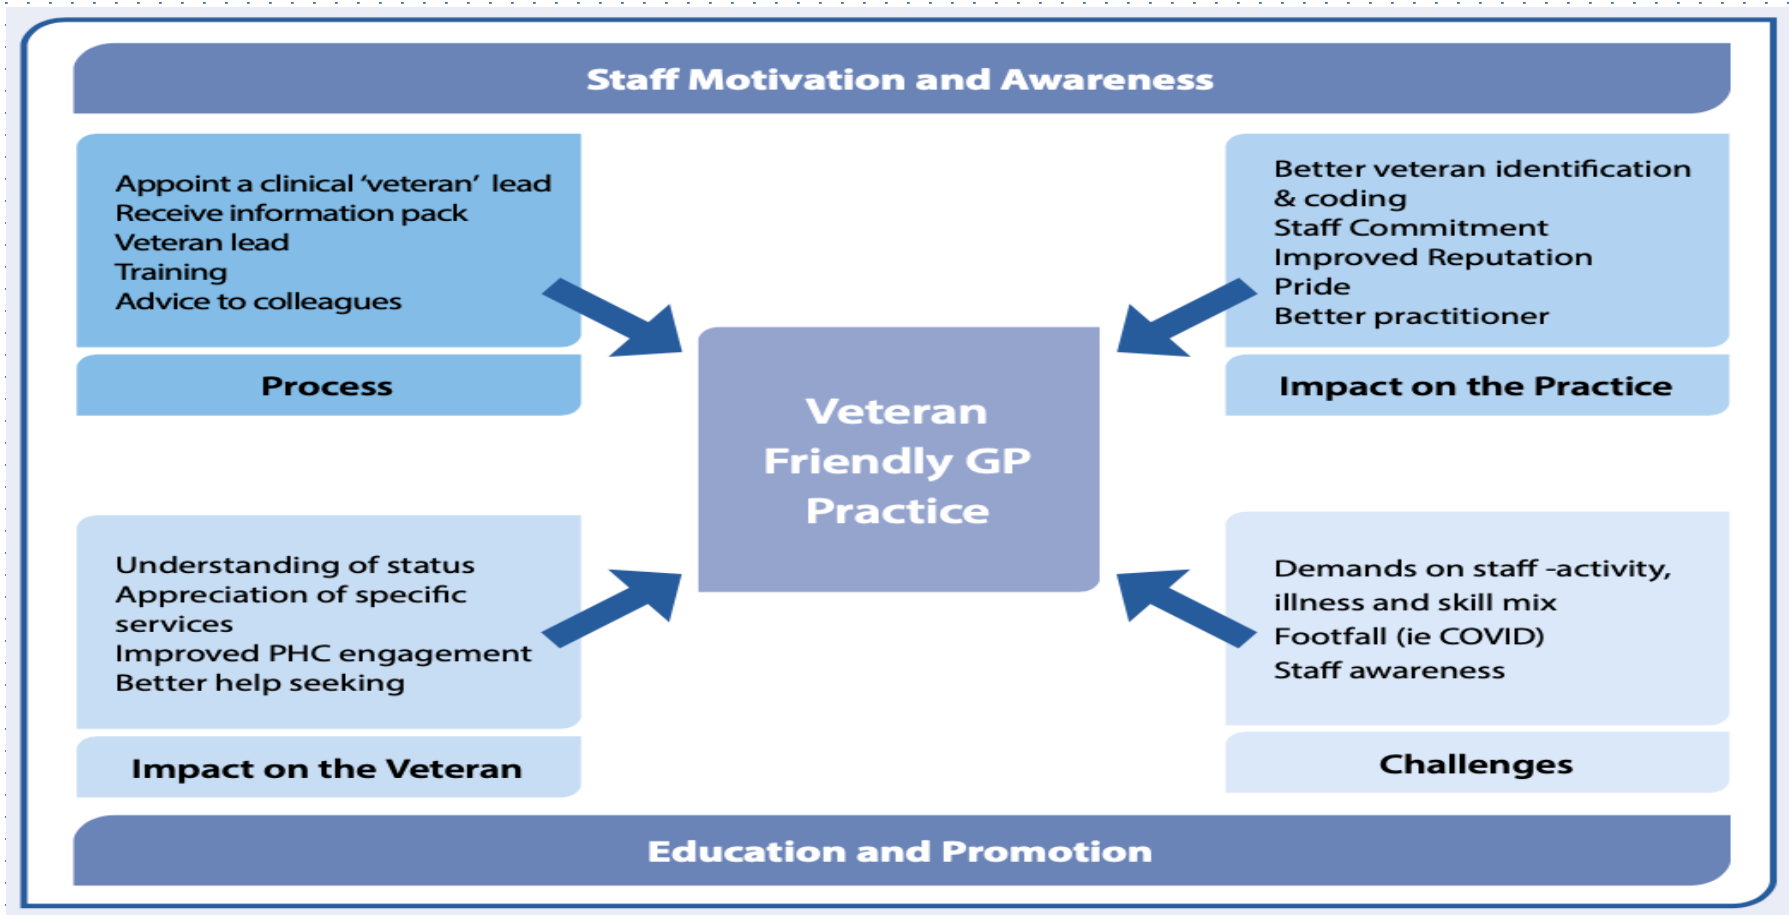 Staff Motivation and Awareness
Appoint a clinical ‘veteran’ lead
Receive information pack
Veteran lead
Training
Advice to colleagues
Process
Better veteran identification
& coding
Staff Commitment
Improved Reputation
Pride
Better practitioner
Impact on the Practice
Veteran
Friendly GP
Practice
Understanding of status
Appreciation of specific
services
Improved PHC engagement
Better help seeking
Impact on the Veteran
Demands on staff -activity,
illness and skill mix
Footfall (ie COVID)
Staff awareness
Challenges
Education and Promotion